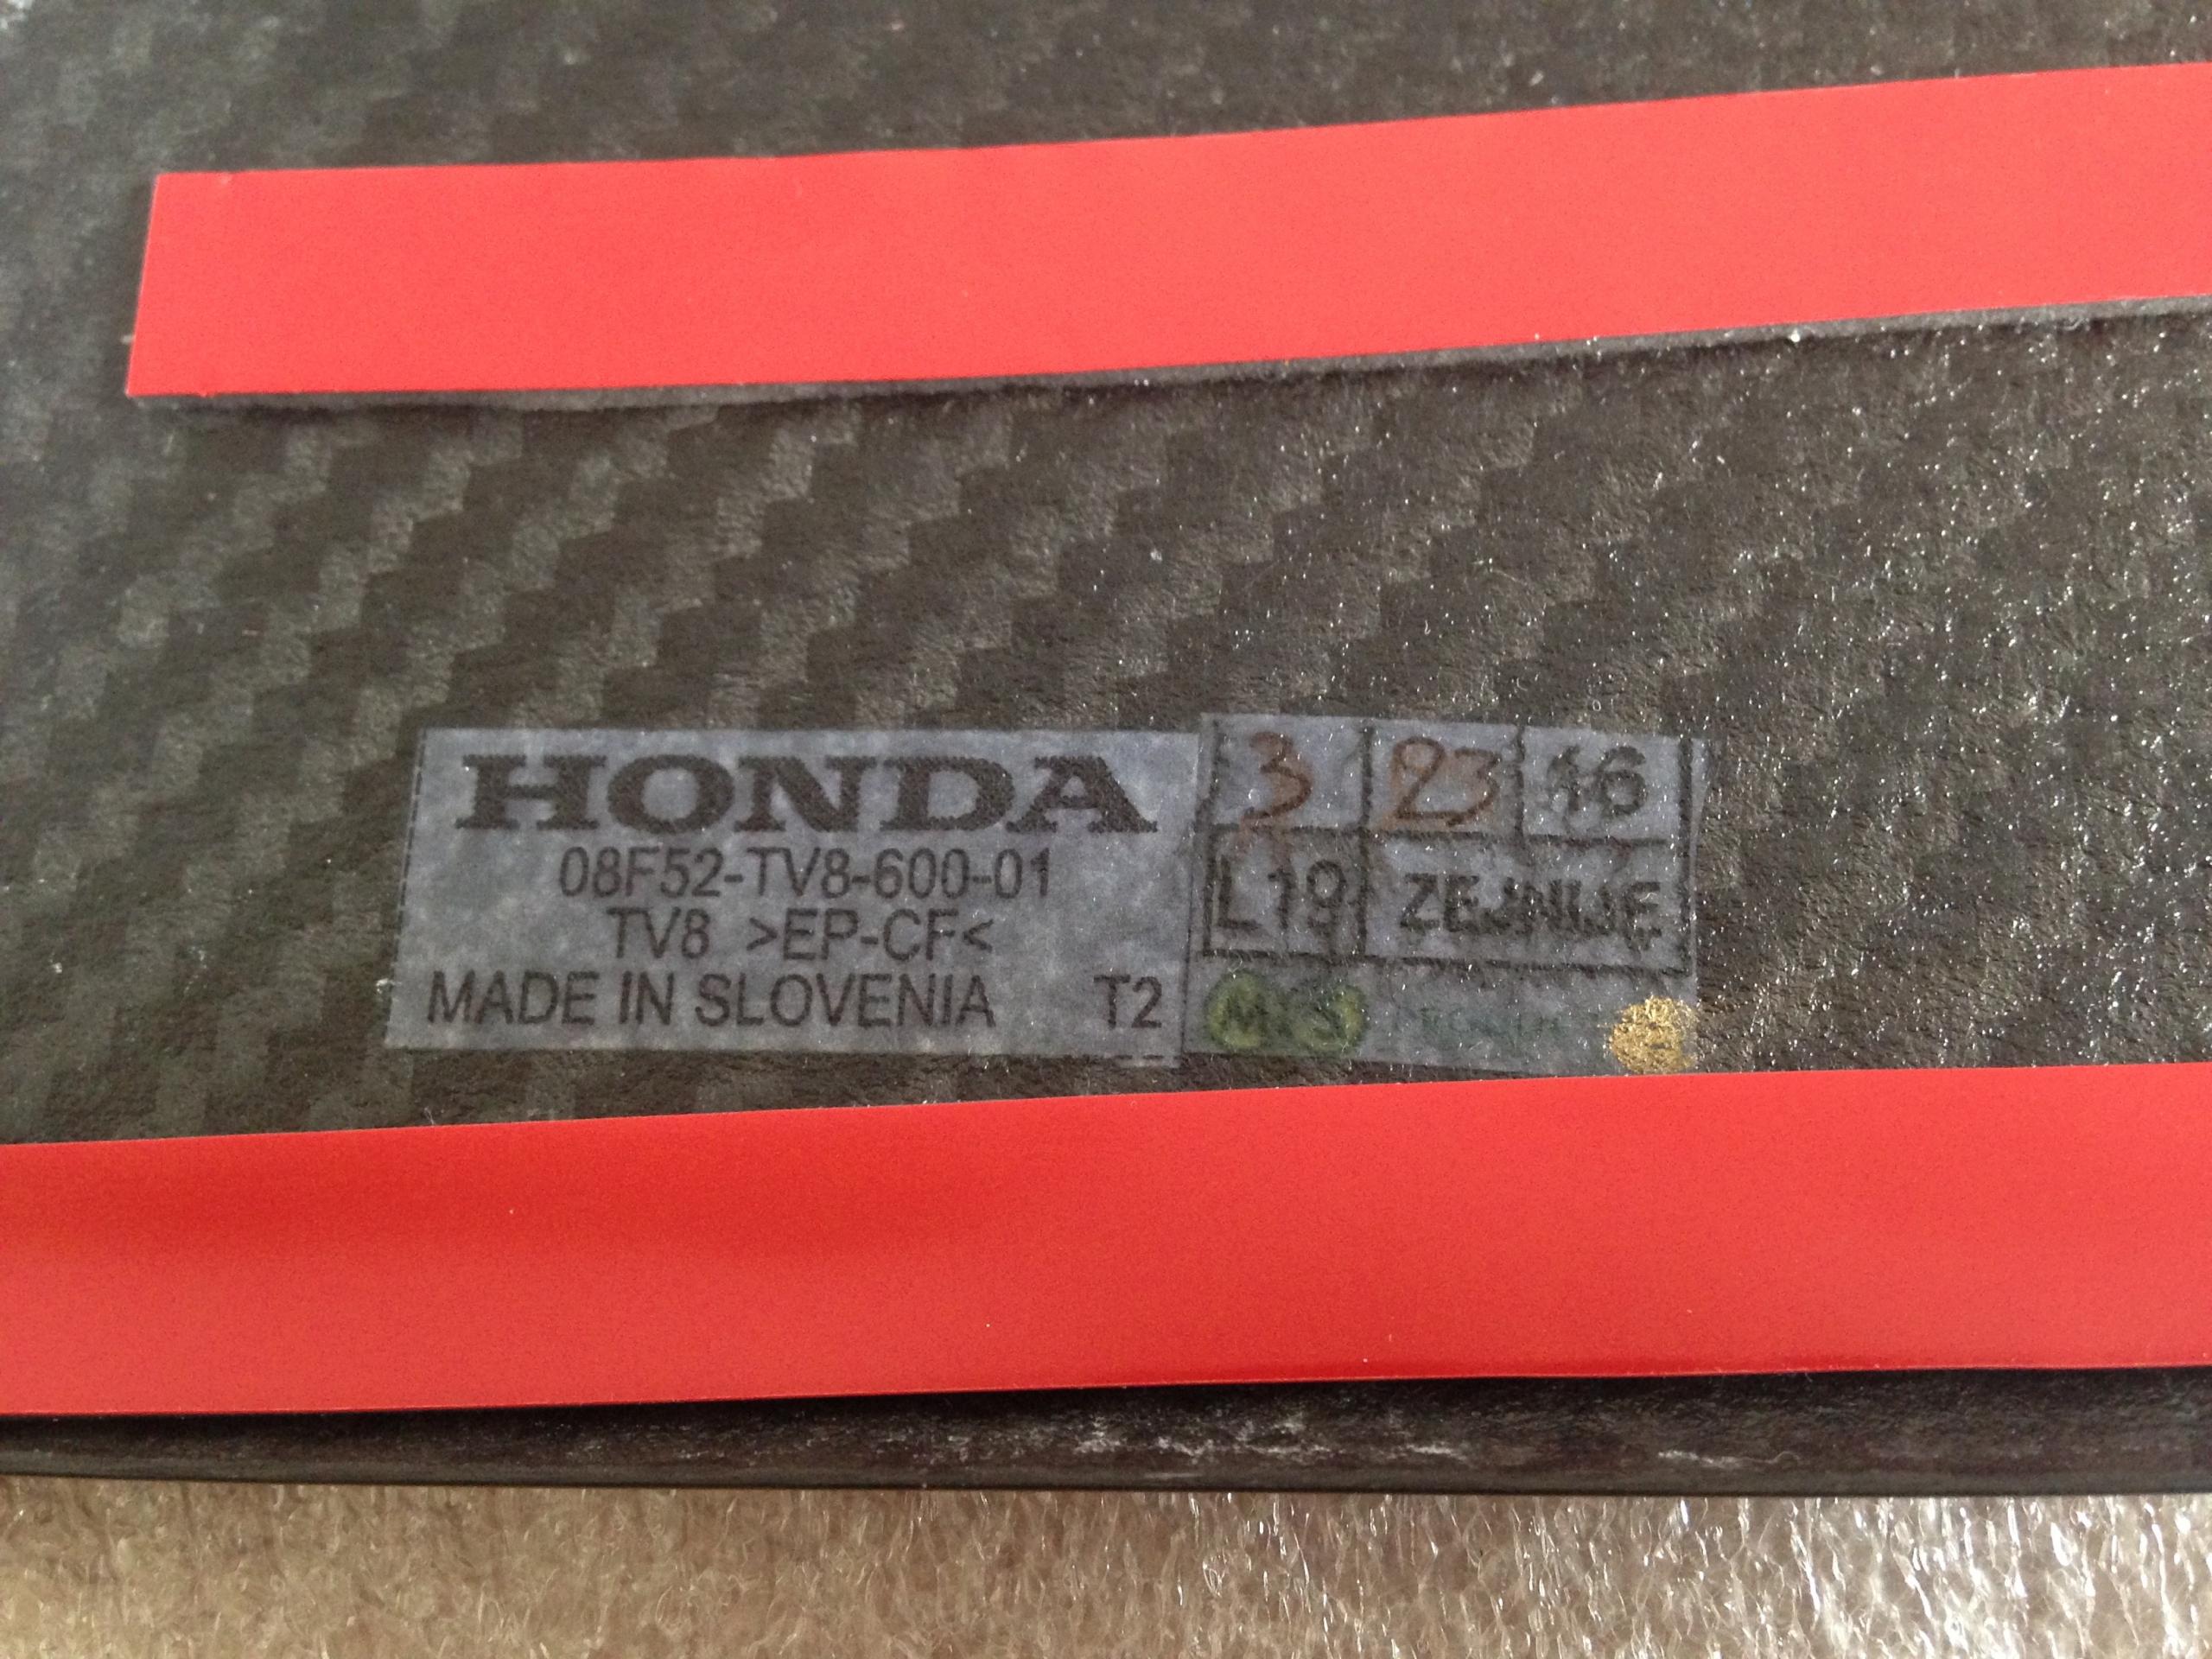 HONDA
08F52-TV8-600-01
TV8 >EP-CF<
MADE IN SLOVENIA T2
3 23 16
L19 ZEJNIJE